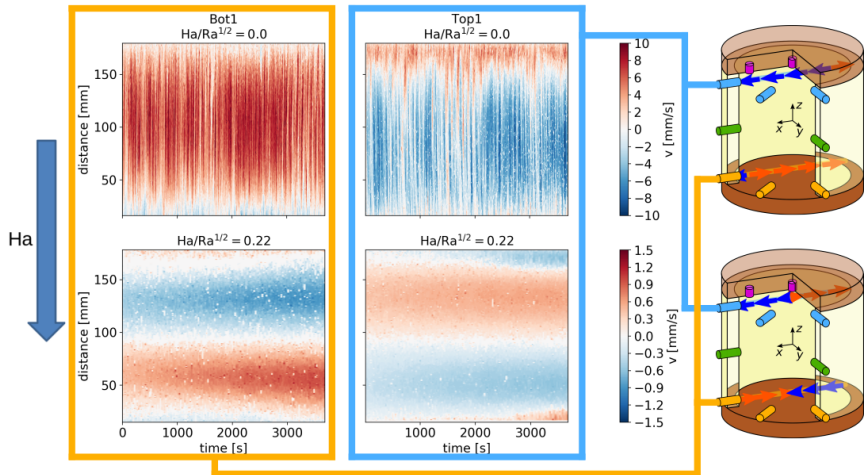 Bot1
Ha/Ra^{1/2} = 0.0
Top1
Ha/Ra^{1/2} = 0.0
distance [mm]
150
100
50
10
8
6
4
2
0
−2
−4
−6
−8
−10
v [mm/s]
z
x
y
Ha
Ha/Ra^{1/2} = 0.22
Ha/Ra^{1/2} = 0.22
distance [mm]
150
100
50
0
1000
2000
3000
time [s]
1000
2000
3000
time [s]
1.5
1.2
0.9
0.6
0.3
0.0
−0.3
−0.6
−0.9
−1.2
−1.5
v [mm/s]
z
x
y